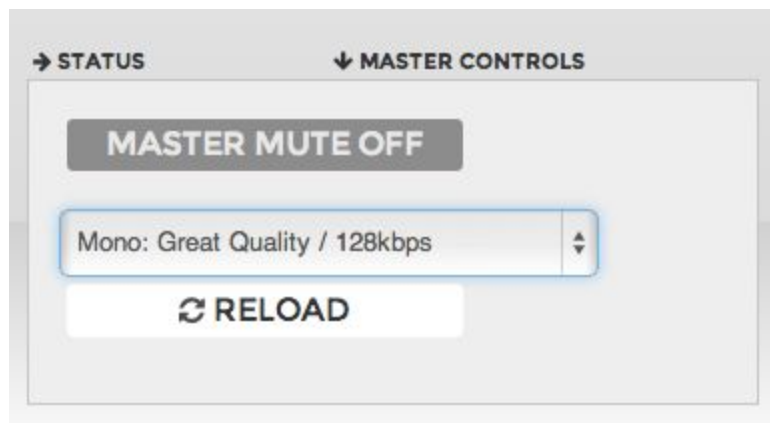 STATUS MASTER CONTROLS
MASTER MUTE OFF
Mono: Great Quality / 128kbps
RELOAD